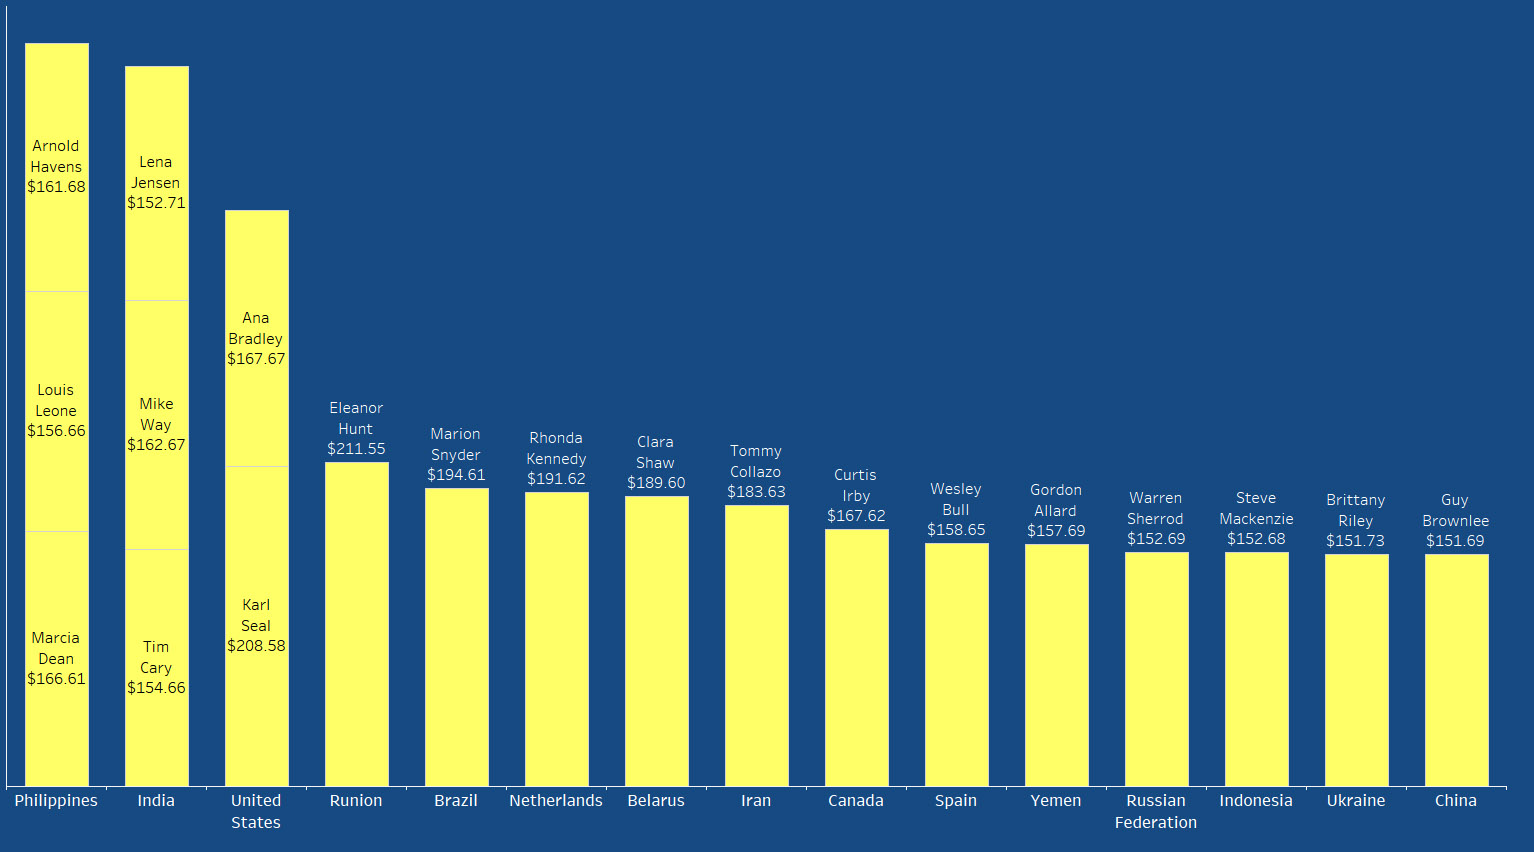 Arnold
Havens
$161.68
Louis
Leone
$156.66
Marcia
Dean
$166.61
Lena
Jensen
$152.71
Mike
Way
$162.67
Tim
Cary
$154.66
Ana
Bradley
$167.67
Karl
Seal
$208.58
Eleanor
Hunt
$211.55
Marion
Snyder
$194.61
Rhonda
Kennedy
$191.62
Clara
Shaw
$189.60
Tommy
Collazo
$183.63
Curtis
Irby
$167.62
Wesley
Bull
$158.65
Gordon
Allard
$157.69
Warren
Sherrod
$152.69
Steve
Mackenzie
$152.68
Brittany
Riley
$151.73
Guy
Brownlee
$151.69
Philippines
India
United
States
Runion
Brazil
Netherlands
Belarus
Iran
Canada
Spain
Yemen
Russian
Federation
Indonesia
Ukraine
China